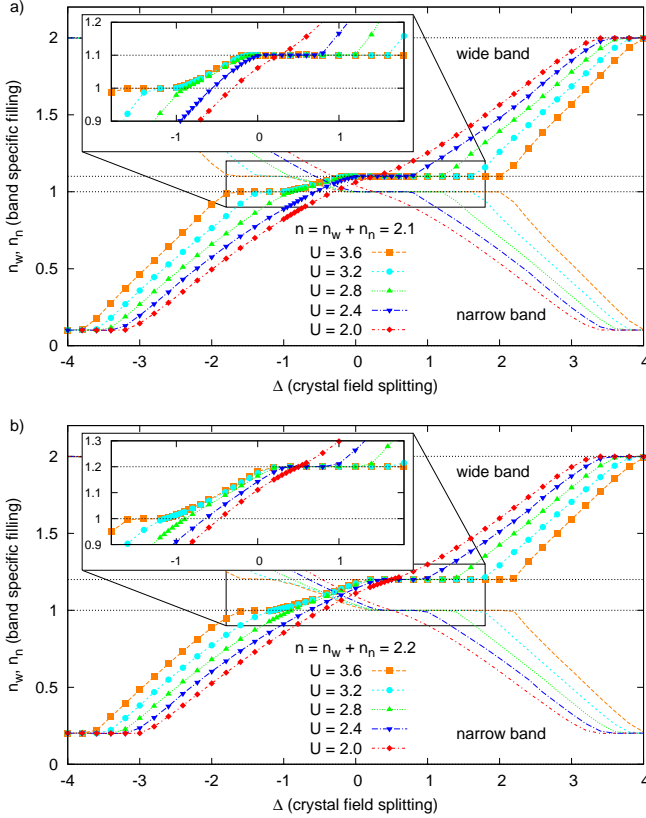 a)
n_w, n_n (band specific filling)
2
1.5
1
0.5
0
1.2
1.1
1
0.9
-1 0 1
wide band
n = n_w + n_n = 2.1
U = 3.6
U = 3.2
U = 2.8
U = 2.4
U = 2.0
narrow band
-4 -3 -2 -1 0 1 2 3 4
Δ (crystal field splitting)
b)
n_w, n_n (band specific filling)
2
1.5
1
0.5
0
1.3
1.2
1.1
1
0.9
-1 0 1
wide band
n = n_w + n_n = 2.2
U = 3.6
U = 3.2
U = 2.8
U = 2.4
U = 2.0
narrow band
-4 -3 -2 -1 0 1 2 3 4
Δ (crystal field splitting)